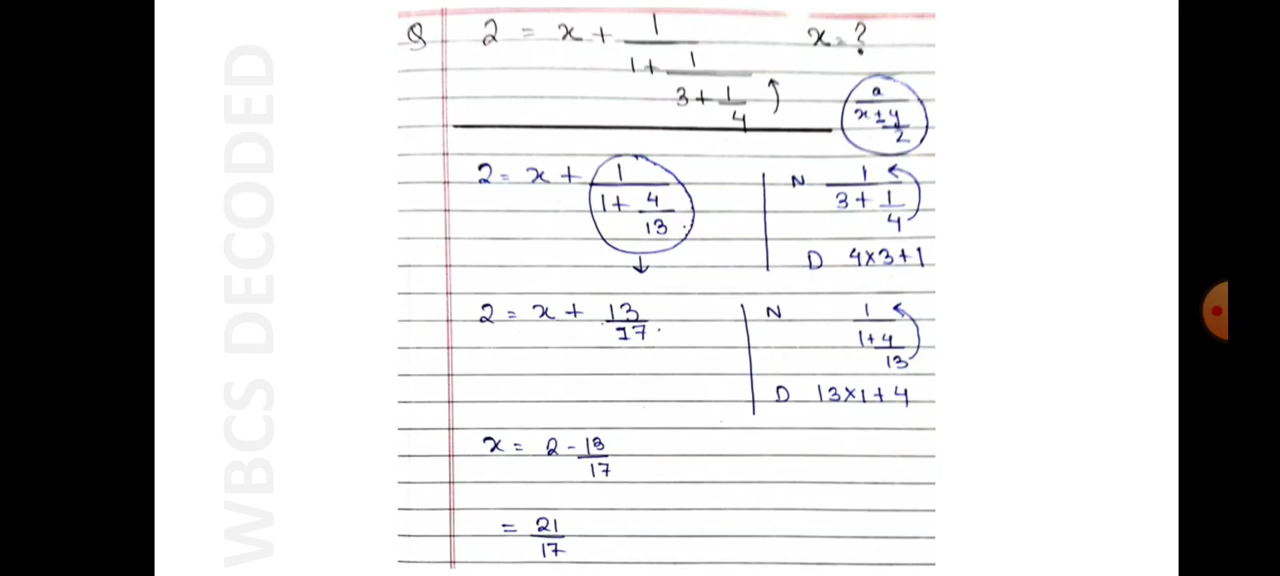 WBCS DECODED
Q 2 = x + 1/(1 + 1/(3 + 1/4)) x = ?
a/(x ± y/z)
2 = x + 1/(1 + 4/13)
N 1/(3 + 1/4)
D 4×3+1
2 = x + 13/17.
N 1/(1 + 4/13)
D 13×1+4
x = 2 - 13/17
= 21/17